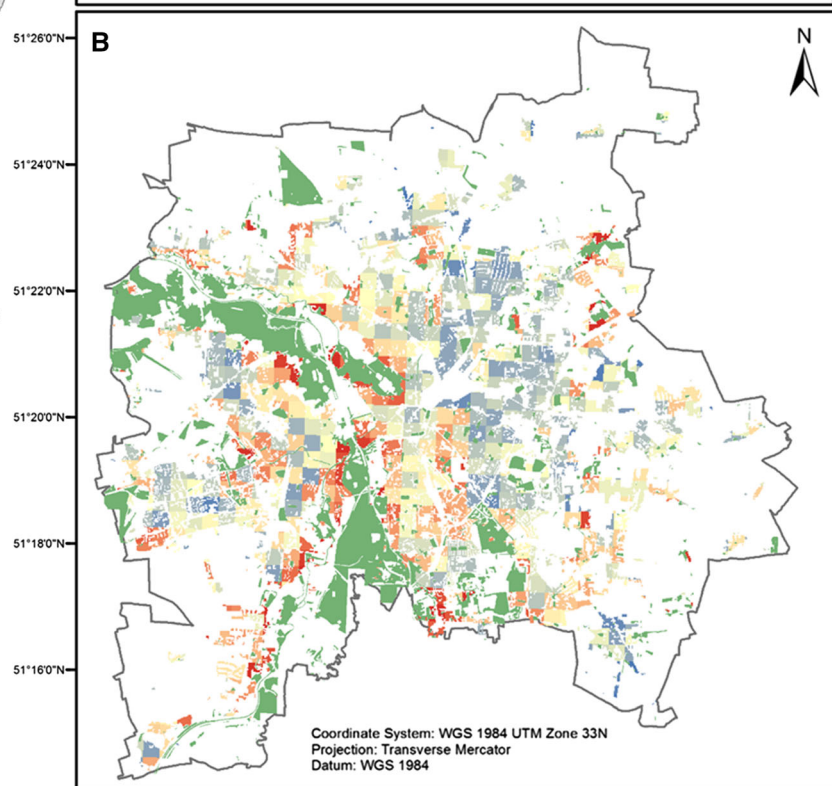 B
N
51°26'0"N
51°24'0"N
51°22'0"N
51°20'0"N
51°18'0"N
51°16'0"N
Coordinate System: WGS 1984 UTM Zone 33N
Projection: Transverse Mercator
Datum: WGS 1984